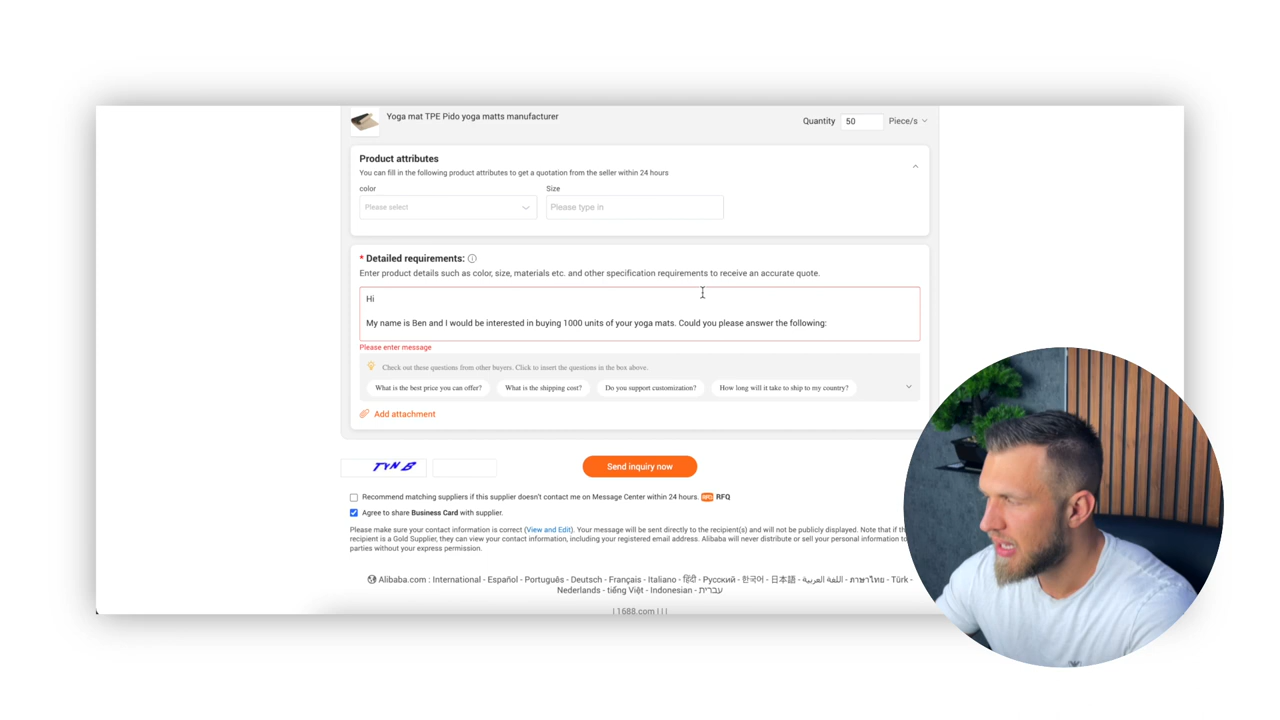 Yoga mat TPE Pido yoga matts manufacturer
Quantity 50 Piece/s
Product attributes
You can fill in the following product attributes to get a quotation from the seller within 24 hours
color Size
Please select Please type in
* Detailed requirements:
Enter product details such as color, size, materials etc. and other specification requirements to receive an accurate quote.
Hi
My name is Ben and I would be interested in buying 1000 units of your yoga mats. Could you please answer the following:
Please enter message
Check out these questions from other buyers. Click to insert the questions in the box above.
What is the best price you can offer? What is the shipping cost? Do you support customization? How long will it take to ship to my country?
Add attachment
TYNB Send inquiry now
Recommend matching suppliers if this supplier doesn't contact me on Message Center within 24 hours. RFQ RFQ
Agree to share Business Card with supplier.
Please make sure your contact information is correct (View and Edit). Your message will be sent directly to the recipient(s) and will not be publicly displayed. Note that if the
recipient is a Gold Supplier, they can view your contact information, including your registered email address. Alibaba will never distribute or sell your personal information to
parties without your express permission.
Alibaba.com : International - Español - Português - Deutsch - Français - Italiano - हिंदी - Pусский - 한국어 - 日本語 - اللغة العربية - ภาษาไทย - Türk -
Nederlands - tiếng Việt - Indonesian - עברית
| 1688.com | | |